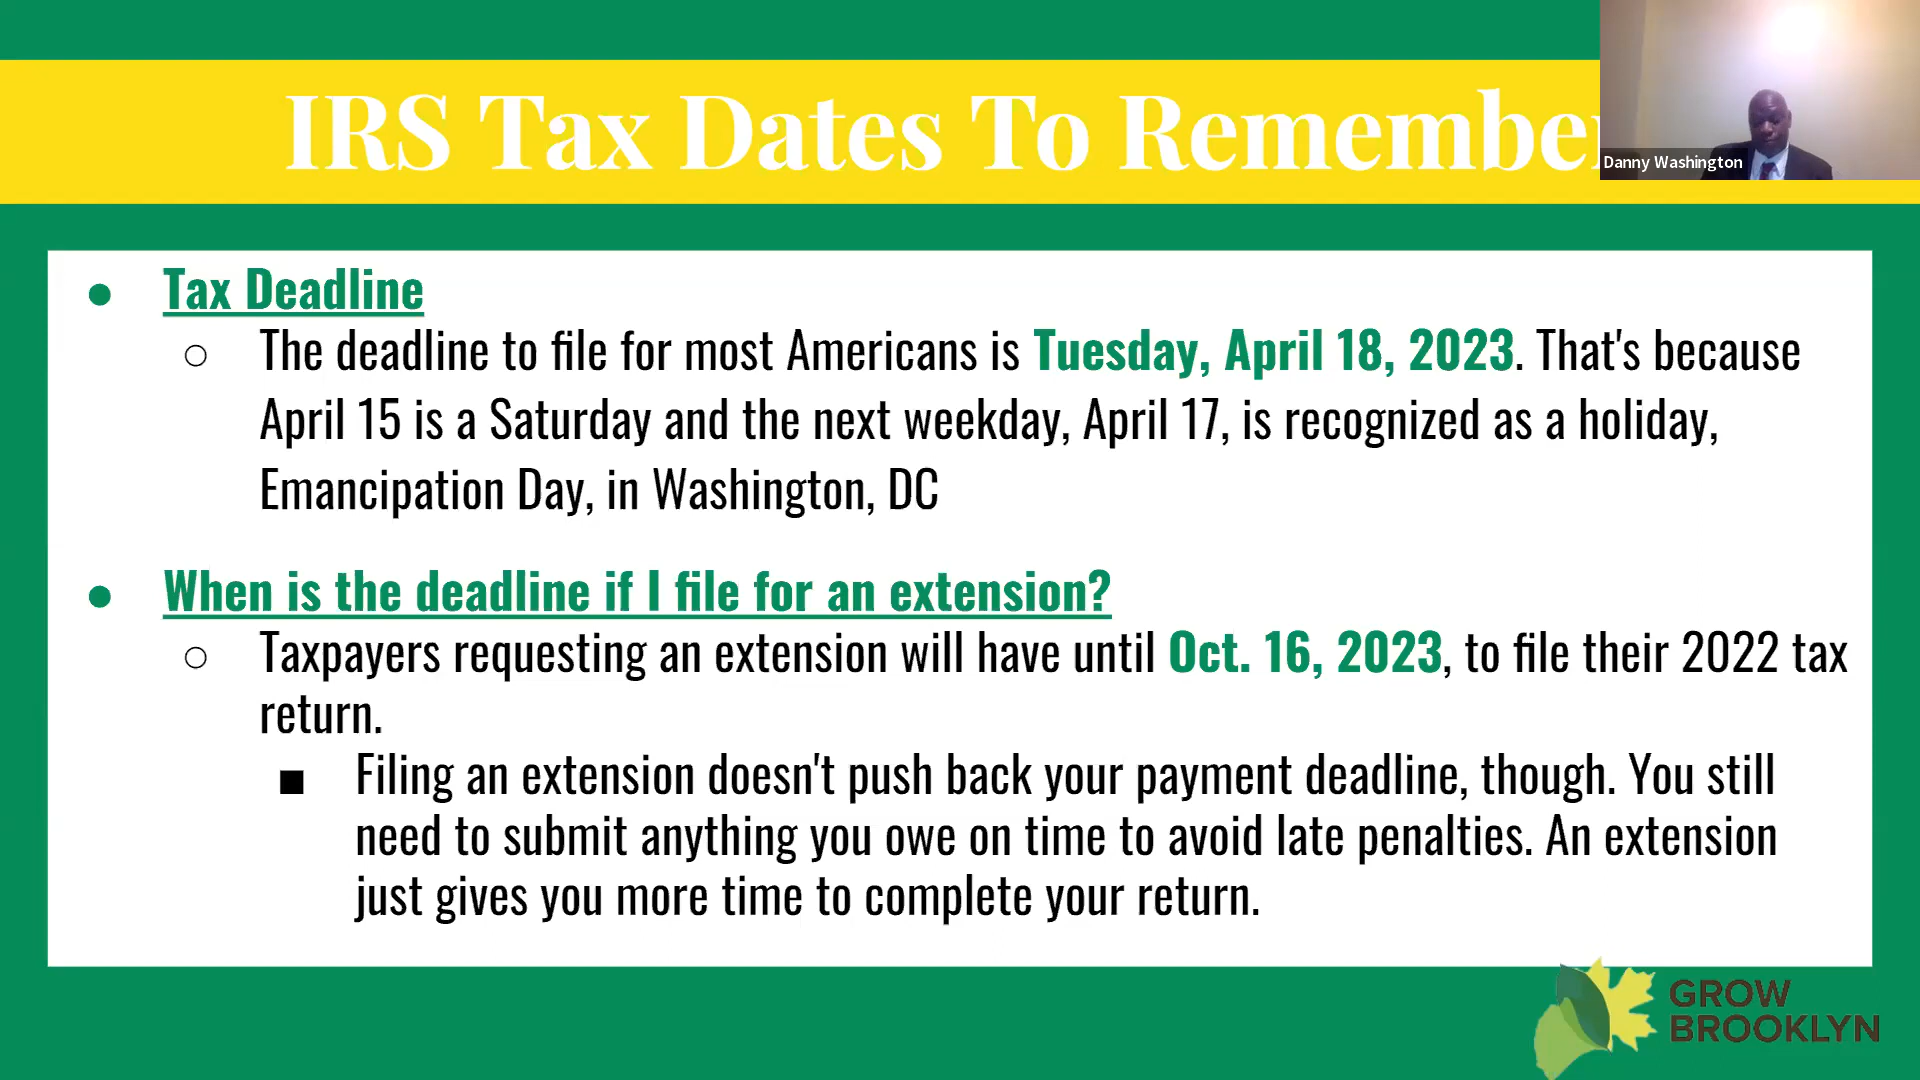 IRS Tax Dates To Remember
Danny Washington
● Tax Deadline
○ The deadline to file for most Americans is Tuesday, April 18, 2023. That's because
April 15 is a Saturday and the next weekday, April 17, is recognized as a holiday,
Emancipation Day, in Washington, DC
● When is the deadline if I file for an extension?
○ Taxpayers requesting an extension will have until Oct. 16, 2023, to file their 2022 tax
return.
■ Filing an extension doesn't push back your payment deadline, though. You still
need to submit anything you owe on time to avoid late penalties. An extension
just gives you more time to complete your return.
GROW
BROOKLYN